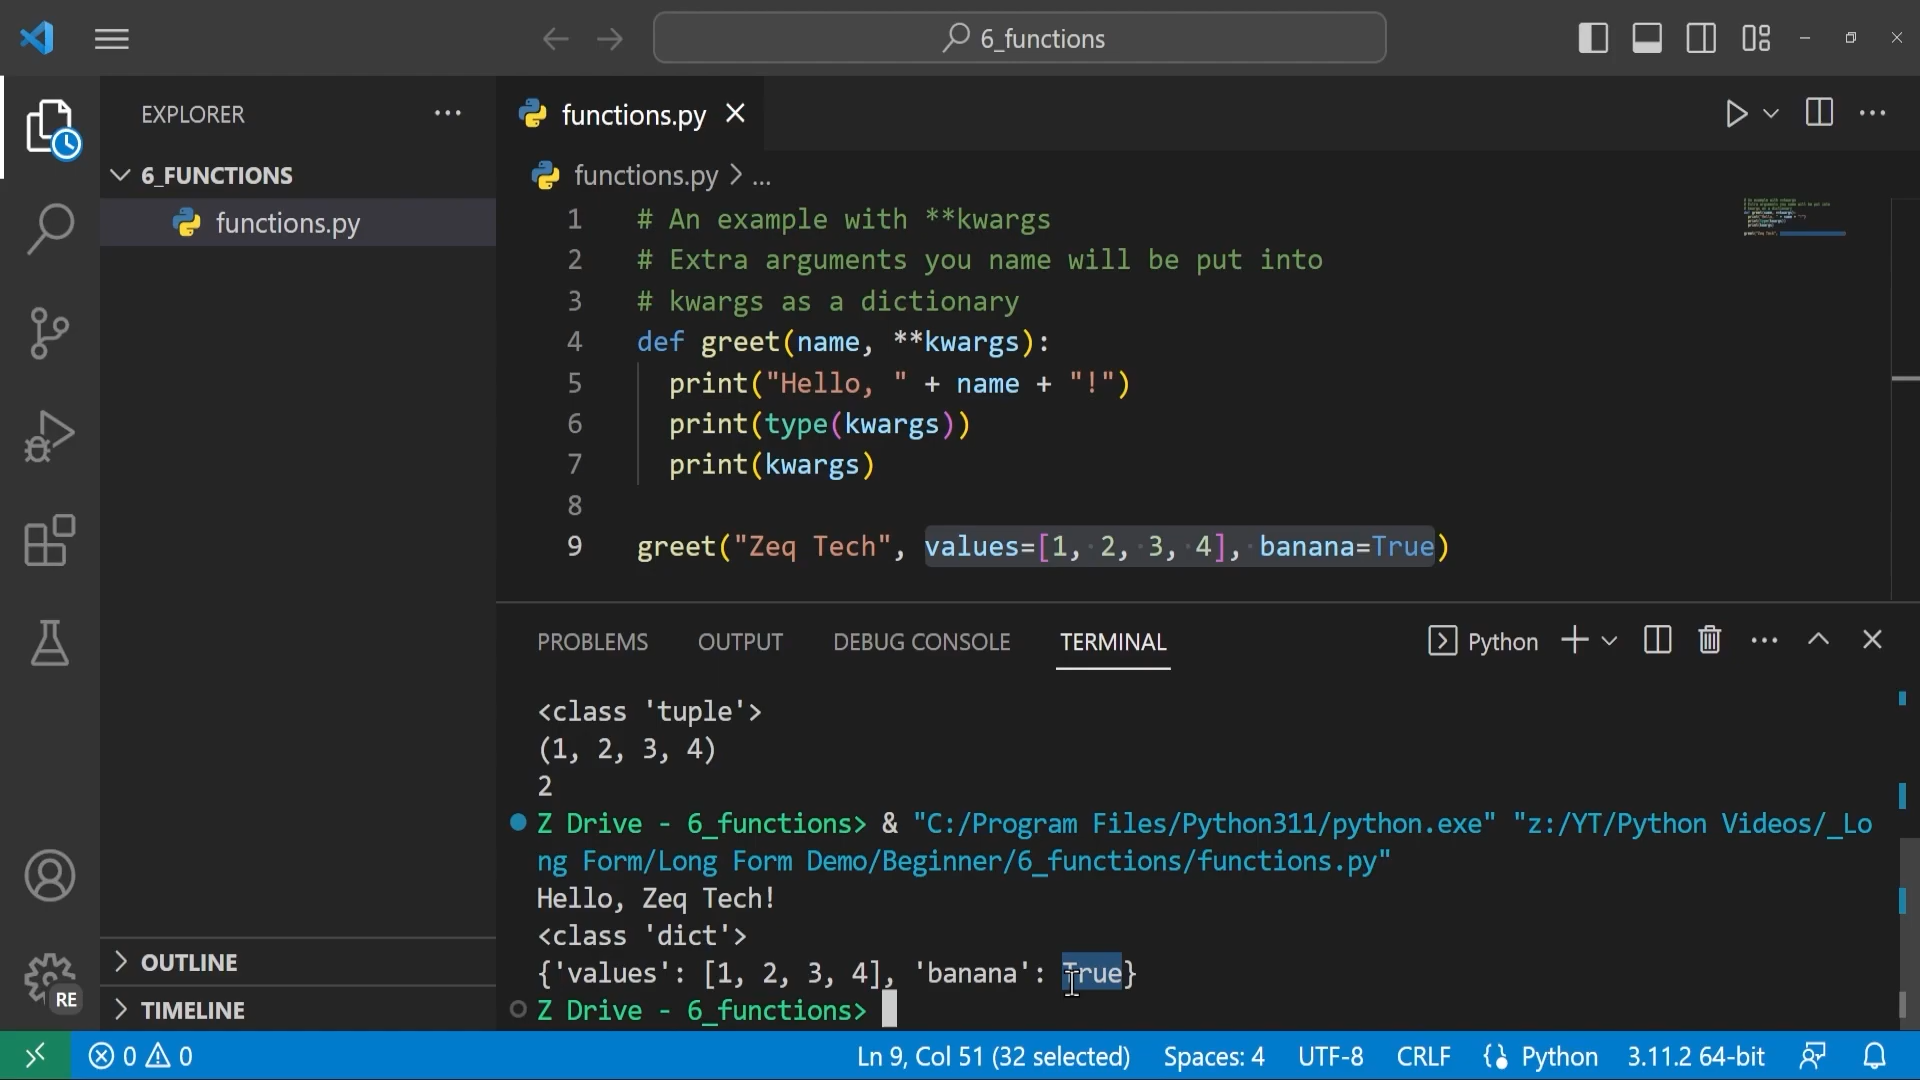 6_functions
EXPLORER
6_FUNCTIONS
functions.py
OUTLINE
TIMELINE
RE
functions.py
functions.py > ...
1 # An example with **kwargs
2 # Extra arguments you name will be put into
3 # kwargs as a dictionary
4 def greet(name, **kwargs):
5 print("Hello, " + name + "!")
6 print(type(kwargs))
7 print(kwargs)
8
9 greet("Zeq Tech", values=[1, 2, 3, 4], banana=True)
PROBLEMS OUTPUT DEBUG CONSOLE TERMINAL Python
<class 'tuple'>
(1, 2, 3, 4)
2
Z Drive - 6_functions> & "C:/Program Files/Python311/python.exe" "z:/YT/Python Videos/_Lo
ng Form/Long Form Demo/Beginner/6_functions/functions.py"
Hello, Zeq Tech!
<class 'dict'>
{'values': [1, 2, 3, 4], 'banana': True}
Z Drive - 6_functions>
0 0 Ln 9, Col 51 (32 selected) Spaces: 4 UTF-8 CRLF Python 3.11.2 64-bit